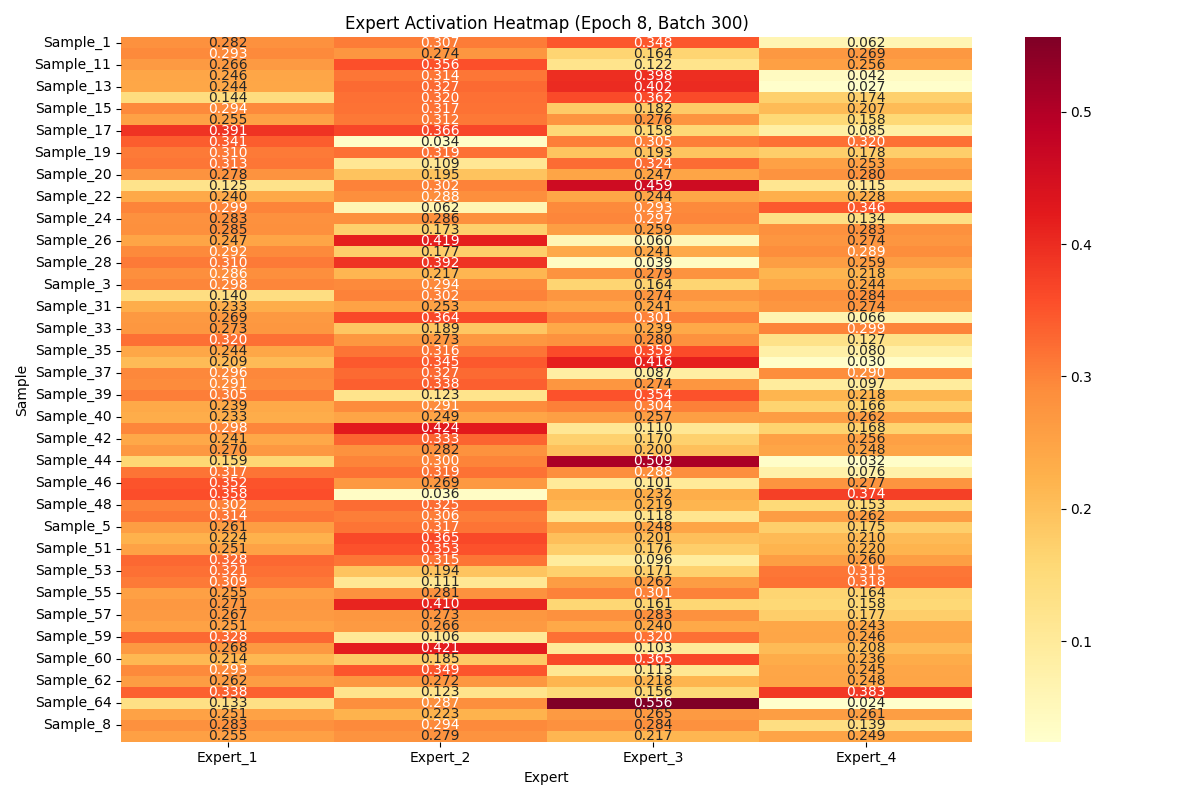 Expert Activation Heatmap (Epoch 8, Batch 300)
Sample_1 0.282 0.307 0.348 0.062
0.293 0.274 0.164 0.269
Sample_11 0.266 0.356 0.122 0.256
0.246 0.314 0.398 0.042
Sample_13 0.244 0.327 0.402 0.027
0.144 0.320 0.362 0.174
Sample_15 0.294 0.317 0.182 0.207
0.255 0.312 0.276 0.158
Sample_17 0.391 0.366 0.158 0.085
0.341 0.034 0.305 0.320
Sample_19 0.310 0.319 0.193 0.178
0.313 0.109 0.324 0.253
Sample_20 0.278 0.195 0.247 0.280
0.125 0.302 0.459 0.115
Sample_22 0.240 0.288 0.244 0.228
0.299 0.062 0.293 0.346
Sample_24 0.283 0.286 0.297 0.134
0.285 0.173 0.259 0.283
Sample_26 0.247 0.419 0.060 0.274
0.292 0.177 0.241 0.289
Sample_28 0.310 0.392 0.039 0.259
0.286 0.217 0.279 0.218
Sample_3 0.298 0.294 0.164 0.244
0.140 0.302 0.274 0.284
Sample_31 0.233 0.253 0.241 0.274
0.269 0.364 0.301 0.066
Sample_33 0.273 0.189 0.239 0.299
0.320 0.273 0.280 0.127
Sample_35 0.244 0.316 0.359 0.080
0.209 0.345 0.416 0.030
Sample_37 0.296 0.327 0.087 0.290
0.291 0.338 0.274 0.097
Sample_39 0.305 0.123 0.354 0.218
0.239 0.291 0.304 0.166
Sample_40 0.233 0.249 0.257 0.262
0.298 0.424 0.110 0.168
Sample_42 0.241 0.333 0.170 0.256
0.270 0.282 0.200 0.248
Sample_44 0.159 0.300 0.509 0.032
0.317 0.319 0.288 0.076
Sample_46 0.352 0.269 0.101 0.277
0.358 0.036 0.232 0.374
Sample_48 0.302 0.325 0.219 0.153
0.314 0.306 0.118 0.262
Sample_5 0.261 0.317 0.248 0.175
0.224 0.365 0.201 0.210
Sample_51 0.251 0.353 0.176 0.220
0.328 0.315 0.096 0.260
Sample_53 0.321 0.194 0.171 0.315
0.309 0.111 0.262 0.318
Sample_55 0.255 0.281 0.301 0.164
0.271 0.410 0.161 0.158
Sample_57 0.267 0.273 0.283 0.177
0.251 0.266 0.240 0.243
Sample_59 0.328 0.106 0.320 0.246
0.268 0.421 0.103 0.208
Sample_60 0.214 0.185 0.365 0.236
0.293 0.349 0.113 0.245
Sample_62 0.262 0.272 0.218 0.248
0.338 0.123 0.156 0.383
Sample_64 0.133 0.287 0.556 0.024
0.251 0.223 0.265 0.261
Sample_8 0.283 0.294 0.284 0.139
0.255 0.279 0.217 0.249
Expert_1 Expert_2 Expert_3 Expert_4
Expert
Sample
0.5
0.4
0.3
0.2
0.1